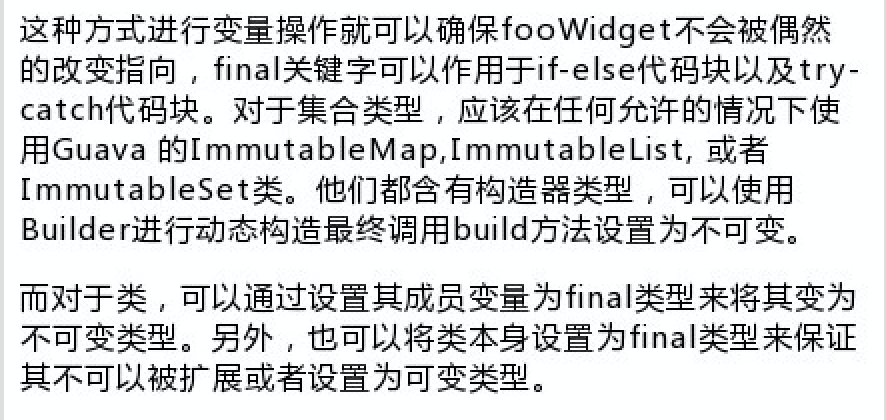 这种方式进行变量操作就可以确保fooWidget不会被偶然
的改变指向，final关键字可以作用于if-else代码块以及try-
catch代码块。对于集合类型，应该在任何允许的情况下使
用Guava 的ImmutableMap,ImmutableList, 或者
ImmutableSet类。他们都含有构造器类型，可以使用
Builder进行动态构造最终调用build方法设置为不可变。
而对于类，可以通过设置其成员变量为final类型来将其变为
不可变类型。另外，也可以将类本身设置为final类型来保证
其不可以被扩展或者设置为可变类型。